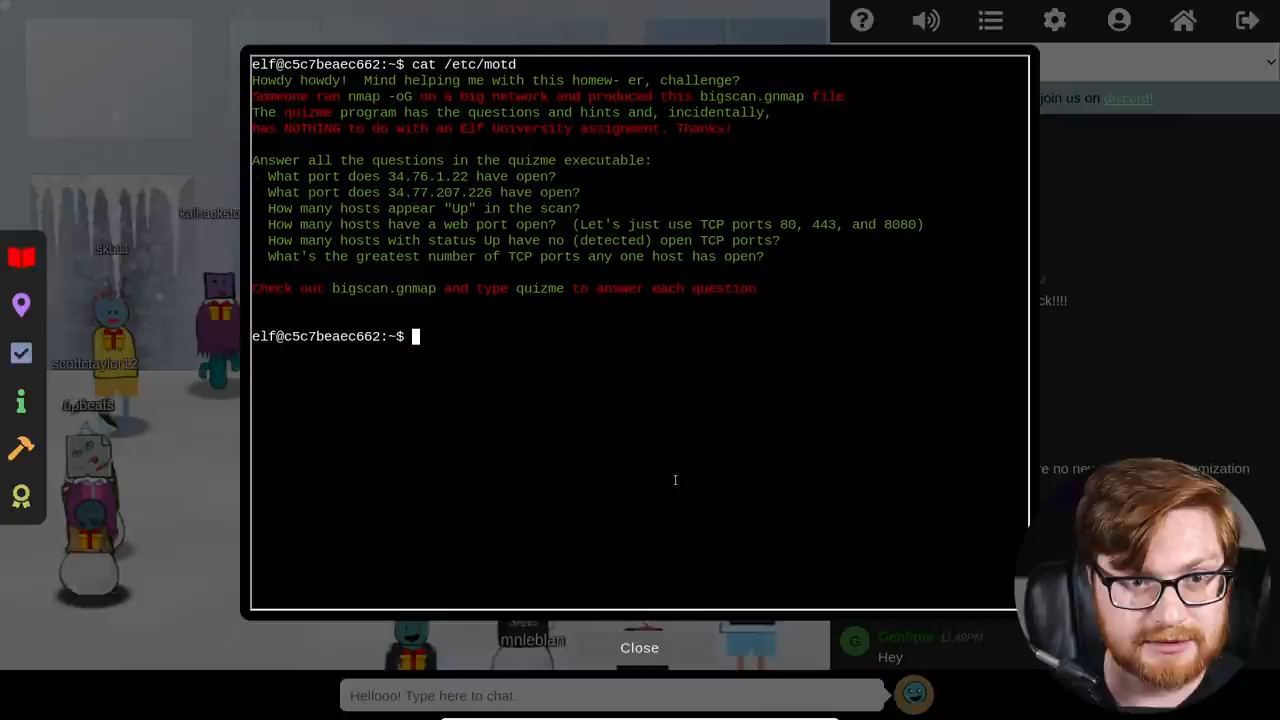 elf@c5c7beaec662:~$ cat /etc/motd
Howdy howdy!  Mind helping me with this homew- er, challenge?
Someone ran nmap -oG on a big network and produced this bigscan.gnmap file
The quizme program has the questions and hints and, incidentally,
has NOTHING to do with an Elf University assignment. Thanks!
Answer all the questions in the quizme executable:
What port does 34.76.1.22 have open?
What port does 34.77.207.226 have open?
How many hosts appear "Up" in the scan?
How many hosts have a web port open?  (Let's just use TCP ports 80, 443, and 8080)
How many hosts with status Up have no (detected) open TCP ports?
What's the greatest number of TCP ports any one host has open?
Check out bigscan.gnmap and type quizme to answer each question
elf@c5c7beaec662:~$
join us on discord!
scottcraylor12
mnleblan
Close
G
11:40PM
Hey
Hellooo! Type here to chat.